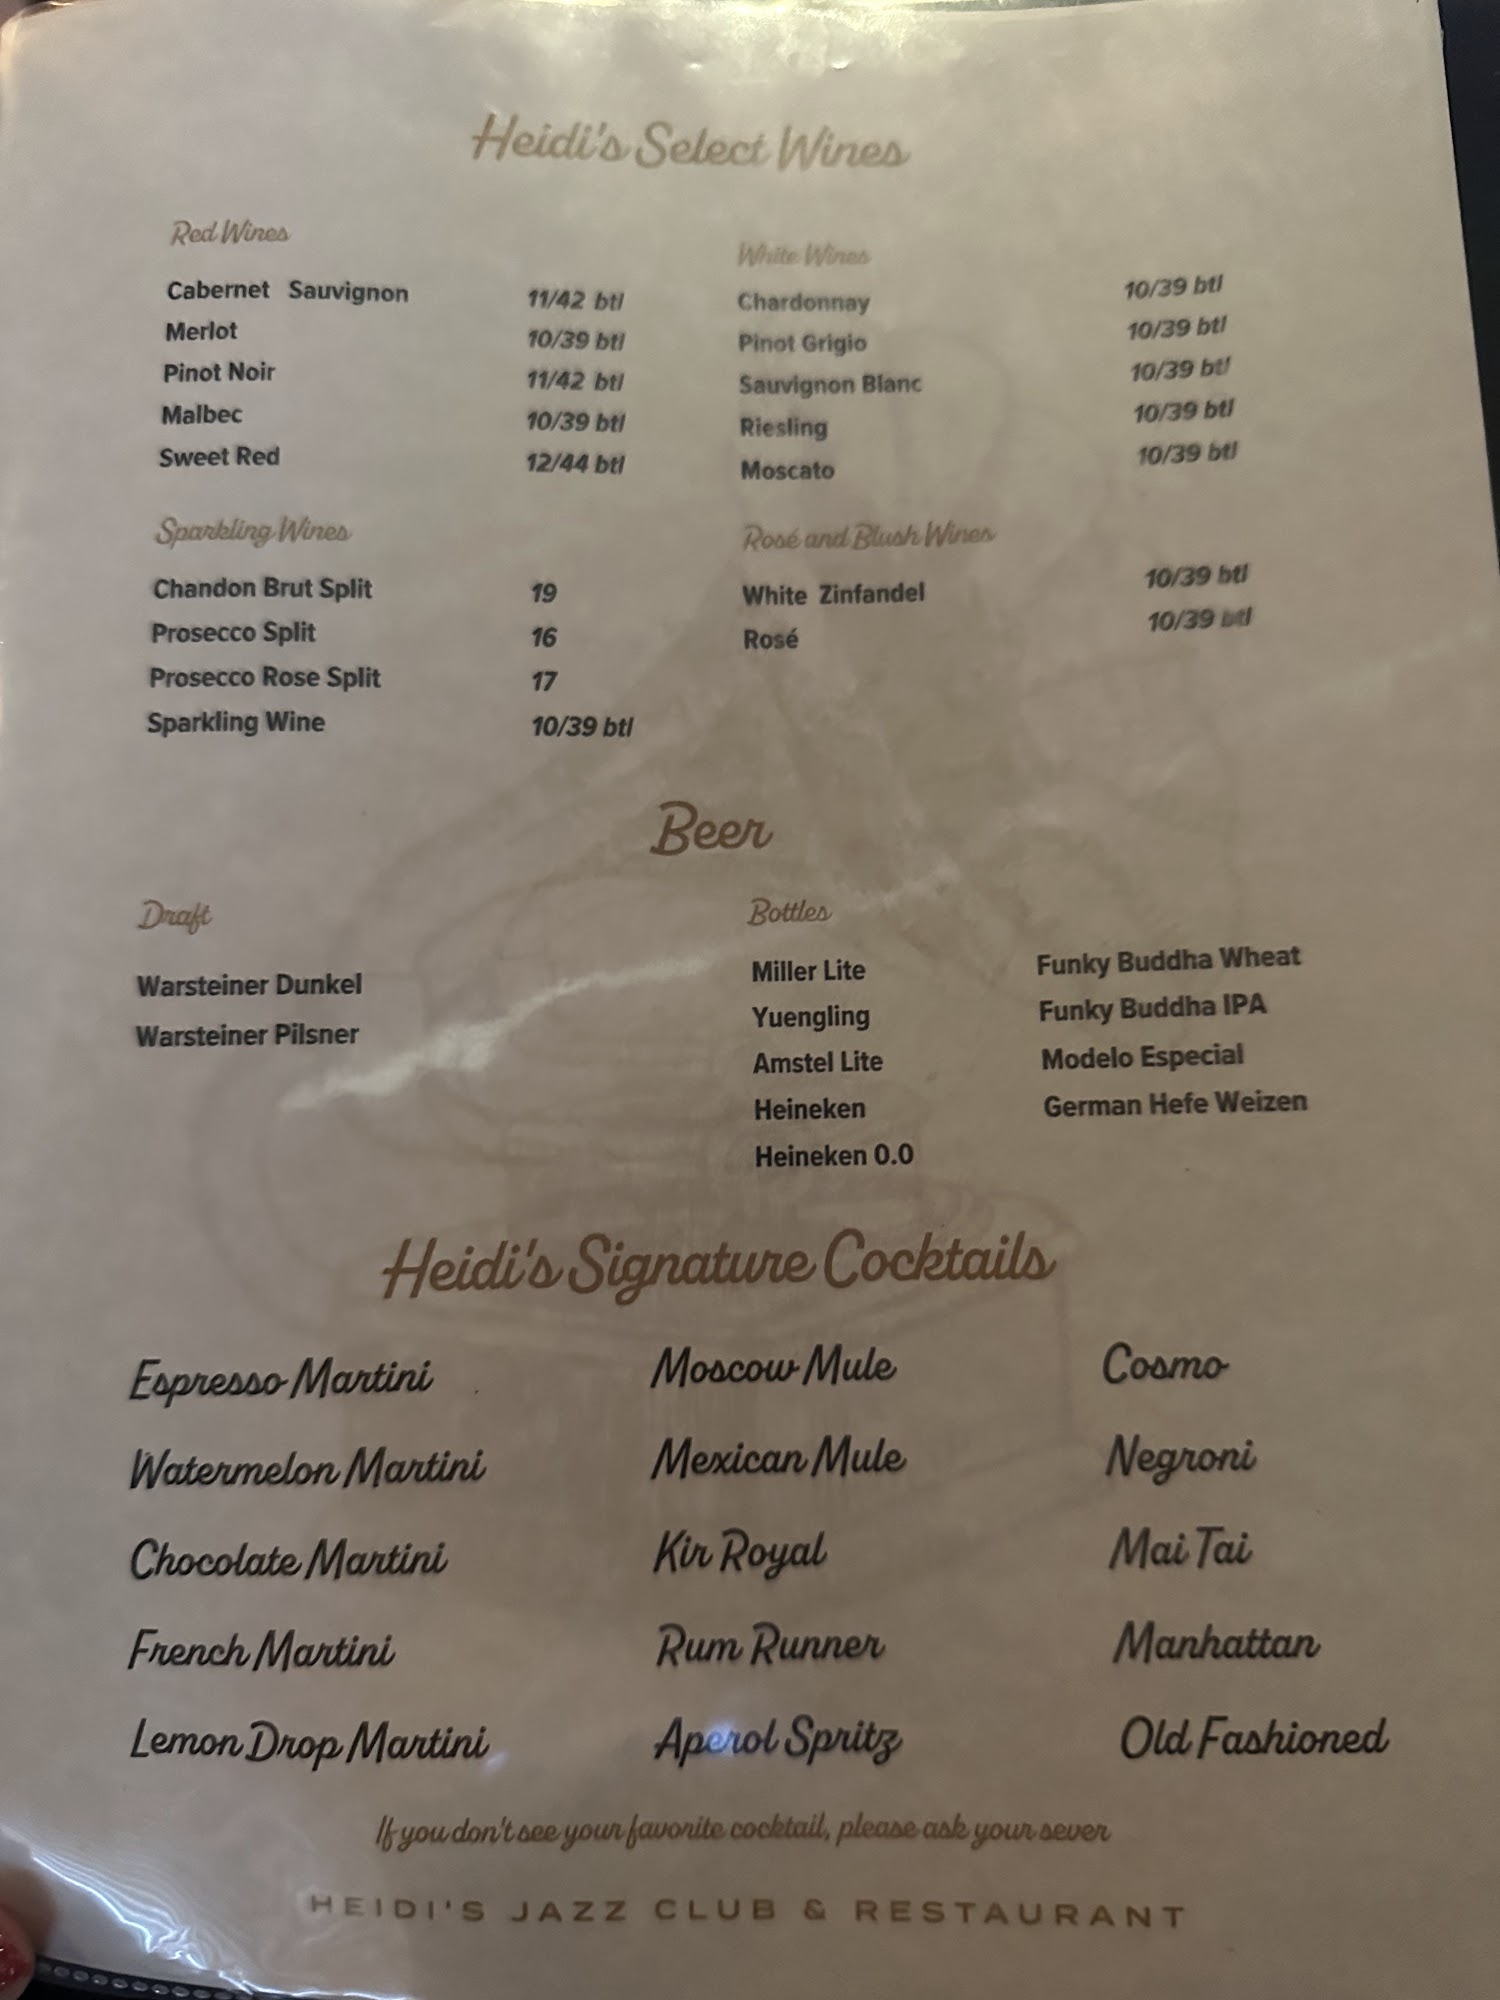 Heidi's Select Wines
Red Wines
Cabernet Sauvignon 11/42 btl
Merlot 10/39 btl
Pinot Noir 11/42 btl
Malbec 10/39 btl
Sweet Red 12/44 btl
White Wines
Chardonnay 10/39 btl
Pinot Grigio 10/39 btl
Sauvignon Blanc 10/39 btl
Riesling 10/39 btl
Moscato 10/39 btl
Sparkling Wines
Chandon Brut Split 19
Prosecco Split 16
Prosecco Rose Split 17
Sparkling Wine 10/39 btl
Rosé and Blush Wines
White Zinfandel 10/39 btl
Rosé 10/39 btl
Beer
Draft
Warsteiner Dunkel
Warsteiner Pilsner
Bottles
Miller Lite
Yuengling
Amstel Lite
Heineken
Heineken 0.0
Funky Buddha Wheat
Funky Buddha IPA
Modelo Especial
German Hefe Weizen
Heidi's Signature Cocktails
Espresso Martini
Watermelon Martini
Chocolate Martini
French Martini
Lemon Drop Martini
Moscow Mule
Mexican Mule
Kir Royal
Rum Runner
Aperol Spritz
Cosmo
Negroni
Mai Tai
Manhattan
Old Fashioned
If you don't see your favorite cocktail, please ask your sever
HEIDI'S JAZZ CLUB & RESTAURANT